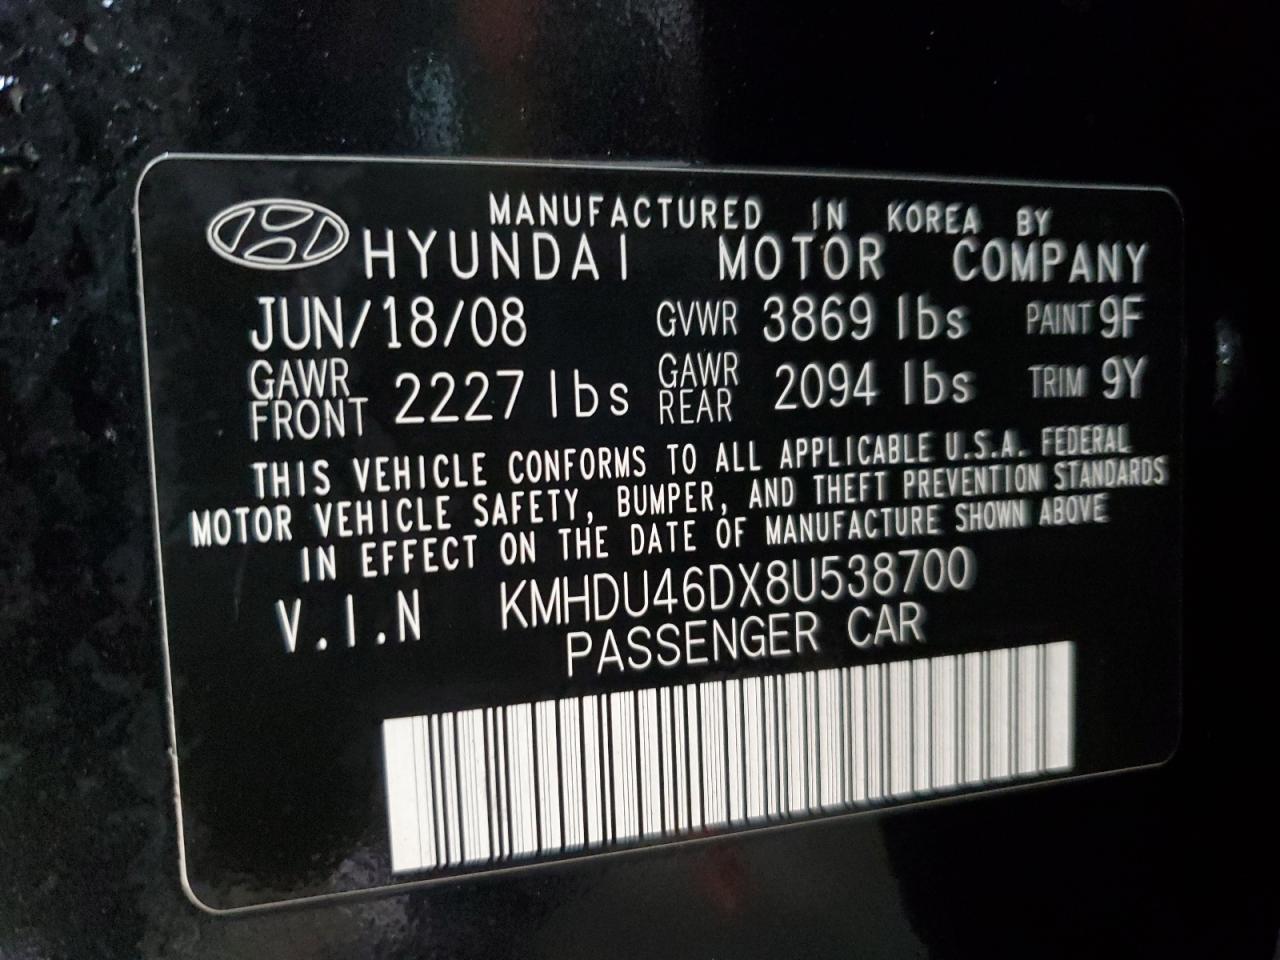 MANUFACTURED IN KOREA BY
HYUNDAI MOTOR COMPANY
JUN/18/08 GVWR 3869 lbs PAINT 9F
GAWR FRONT 2227 lbs GAWR REAR 2094 lbs TRIM 9Y
THIS VEHICLE CONFORMS TO ALL APPLICABLE U.S.A. FEDERAL
MOTOR VEHICLE SAFETY, BUMPER, AND THEFT PREVENTION STANDARDS
IN EFFECT ON THE DATE OF MANUFACTURE SHOWN ABOVE
V.I.N KMHDU46DX8U538700
PASSENGER CAR